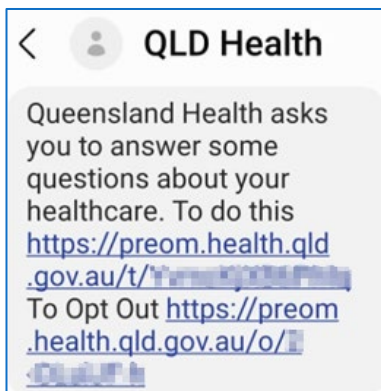 QLD Health
Queensland Health asks
you to answer some
questions about your
healthcare. To do this
https://preom.health.qld
.gov.au/t/
To Opt Out https://preom
.health.qld.gov.au/o/